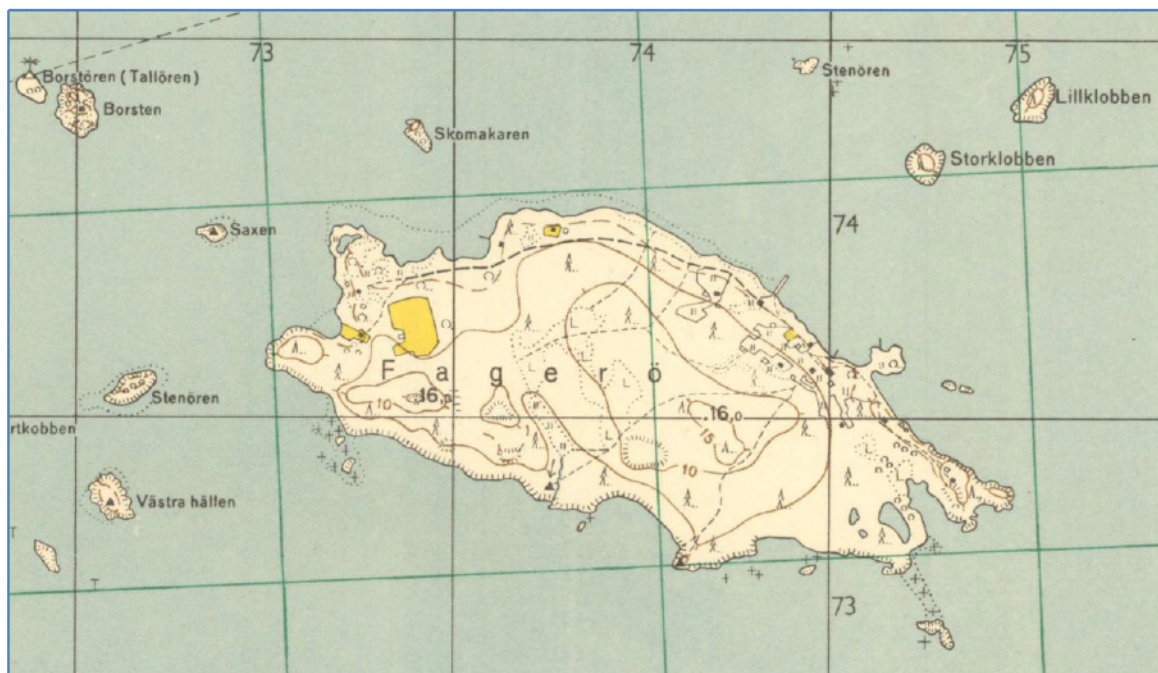 73
74
75
Borstören (Tallören)
Borsten
Stenören
Lillklobben
Skomakaren
Storklobben
Saxen
74
Fagerö
10
16,
16,0
15
10
Stenören
rtkobben
Västra hällen
T
T
73